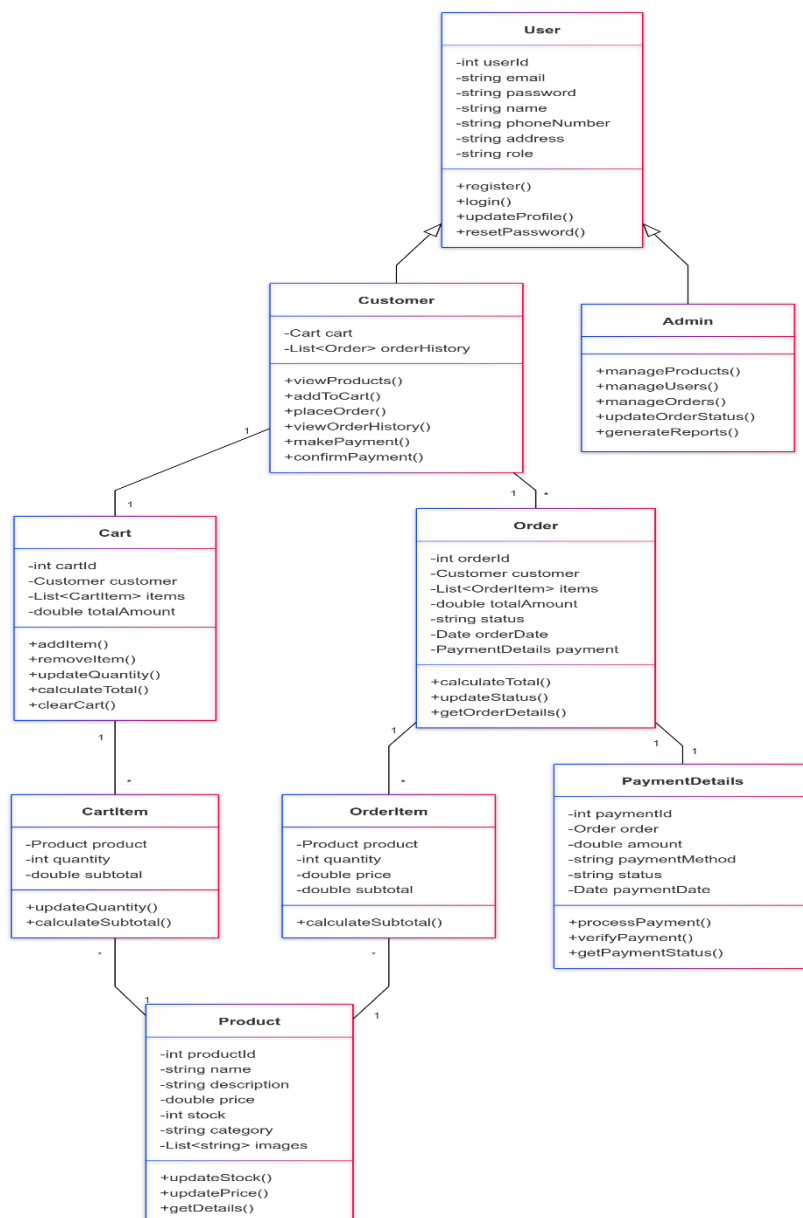 User
-int userId
-string email
-string password
-string name
-string phoneNumber
-string address
-string role
+register()
+login()
+updateProfile()
+resetPassword()
Customer
-Cart cart
-List<Order> orderHistory
+viewProducts()
+addToCart()
+placeOrder()
+viewOrderHistory()
+makePayment()
+confirmPayment()
Admin
+manageProducts()
+manageUsers()
+manageOrders()
+updateOrderStatus()
+generateReports()
1
1
1
*
Cart
-int cartId
-Customer customer
-List<CartItem> items
-double totalAmount
+addItem()
+removeItem()
+updateQuantity()
+calculateTotal()
+clearCart()
Order
-int orderId
-Customer customer
-List<OrderItem> items
-double totalAmount
-string status
-Date orderDate
-PaymentDetails payment
+calculateTotal()
+updateStatus()
+getOrderDetails()
1
*
1
*
1
1
CartItem
-Product product
-int quantity
-double subtotal
+updateQuantity()
+calculateSubtotal()
OrderItem
-Product product
-int quantity
-double price
-double subtotal
+calculateSubtotal()
PaymentDetails
-int paymentId
-Order order
-double amount
-string paymentMethod
-string status
-Date paymentDate
+processPayment()
+verifyPayment()
+getPaymentStatus()
*
1
*
1
Product
-int productId
-string name
-string description
-double price
-int stock
-string category
-List<string> images
+updateStock()
+updatePrice()
+getDetails()